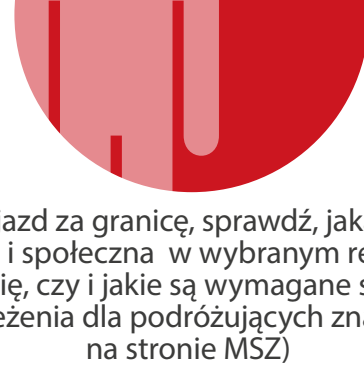 jazd za granicę, sprawdź, jak
i społeczna w wybranym re
ię, czy i jakie są wymagane s
eżenia dla podróżujących zna
na stronie MSZ)